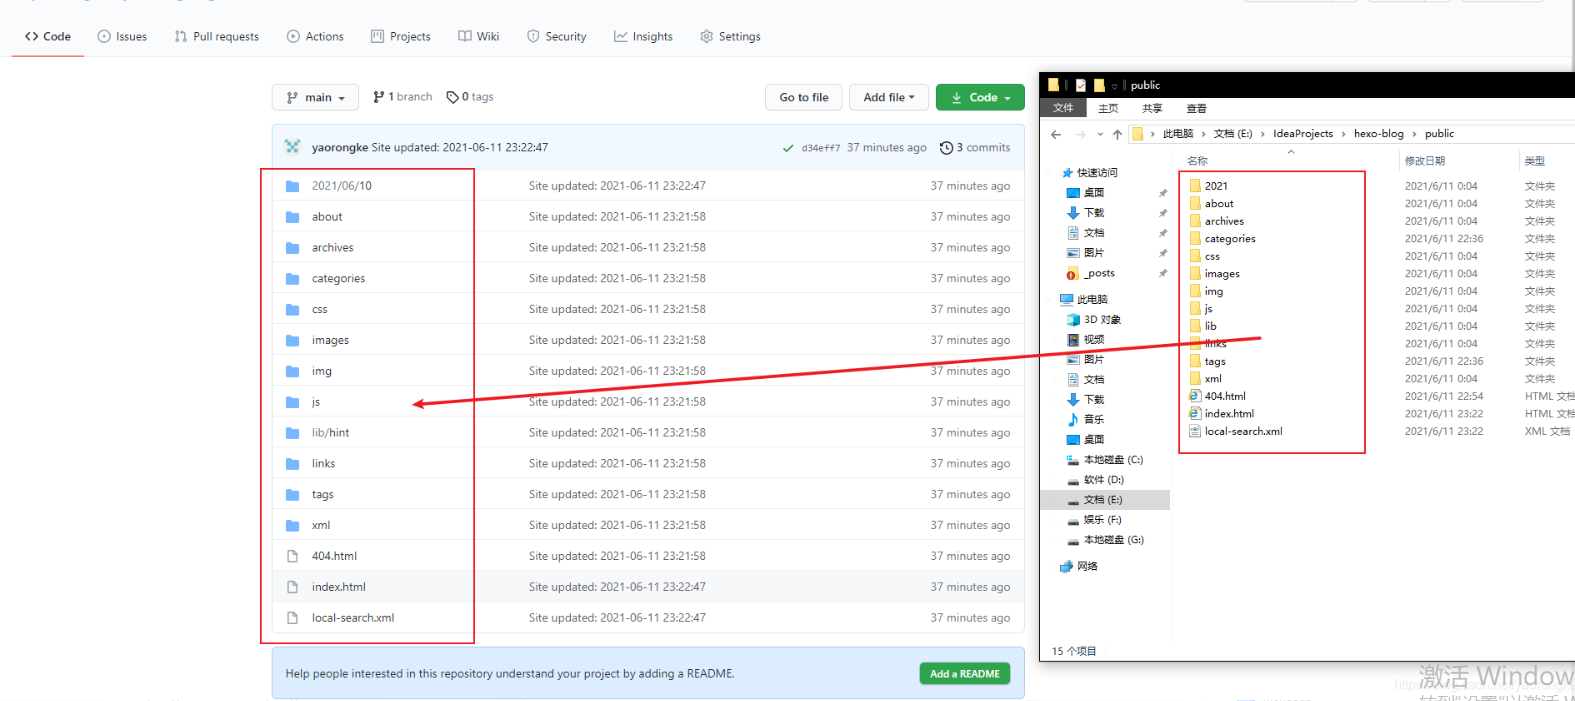 Code Issues Pull requests Actions Projects Wiki Security Insights Settings
main 1 branch 0 tags Go to file Add file Code
yaorongke Site updated: 2021-06-11 23:22:47 d34eff7 37 minutes ago 3 commits
2021/06/10 Site updated: 2021-06-11 23:22:47 37 minutes ago
about Site updated: 2021-06-11 23:21:58 37 minutes ago
archives Site updated: 2021-06-11 23:21:58 37 minutes ago
categories Site updated: 2021-06-11 23:21:58 37 minutes ago
css Site updated: 2021-06-11 23:21:58 37 minutes ago
images Site updated: 2021-06-11 23:21:58 37 minutes ago
img Site updated: 2021-06-11 23:21:58 37 minutes ago
js Site updated: 2021-06-11 23:21:58 37 minutes ago
lib/hint Site updated: 2021-06-11 23:21:58 37 minutes ago
links Site updated: 2021-06-11 23:21:58 37 minutes ago
tags Site updated: 2021-06-11 23:21:58 37 minutes ago
xml Site updated: 2021-06-11 23:21:58 37 minutes ago
404.html Site updated: 2021-06-11 23:21:58 37 minutes ago
index.html Site updated: 2021-06-11 23:22:47 37 minutes ago
local-search.xml Site updated: 2021-06-11 23:22:47 37 minutes ago
Help people interested in this repository understand your project by adding a README. Add a README
public
文件 主页 共享 查看
此电脑 › 文档 (E:) › IdeaProjects › hexo-blog › public
快速访问
桌面
下载
文档
图片
_posts
此电脑
3D 对象
视频
图片
文档
下载
音乐
桌面
本地磁盘 (C:)
软件 (D:)
文档 (E:)
娱乐 (F:)
本地磁盘 (G:)
网络
名称 修改日期 类型
2021 2021/6/11 0:04 文件夹
about 2021/6/11 0:04 文件夹
archives 2021/6/11 0:04 文件夹
categories 2021/6/11 22:36 文件夹
css 2021/6/11 0:04 文件夹
images 2021/6/11 0:04 文件夹
img 2021/6/11 0:04 文件夹
js 2021/6/11 0:04 文件夹
lib 2021/6/11 0:04 文件夹
links 2021/6/11 0:04 文件夹
tags 2021/6/11 22:36 文件夹
xml 2021/6/11 0:04 文件夹
404.html 2021/6/11 22:54 HTML 文档
index.html 2021/6/11 23:22 HTML 文档
local-search.xml 2021/6/11 23:22 XML 文档
15 个项目
激活 Window